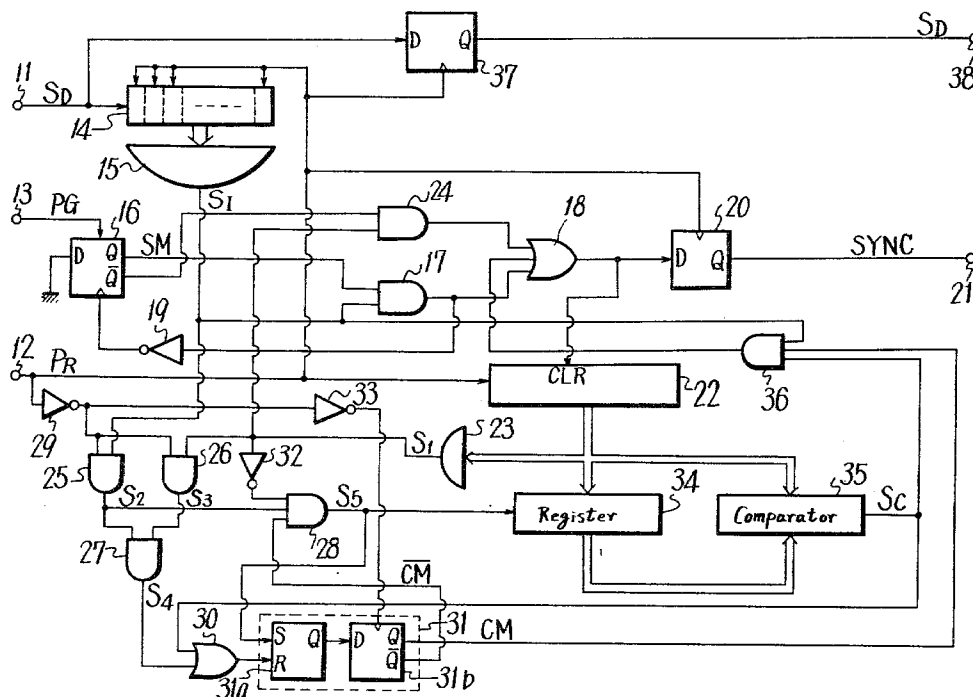 SD
D Q
37
38
11
SD
14
15
SI
13
PG
16
D Q
Q̅
SM
24
18
20
D Q
SYNC
21
17
19
12
PR
CLR
22
36
33
29
23
S1
25
26
32
S2
S3
S5
34
Register
35
Comparator
SC
27
28
C̅M̅
S4
30
31
S Q
R
31a
D Q
Q̅
31b
CM